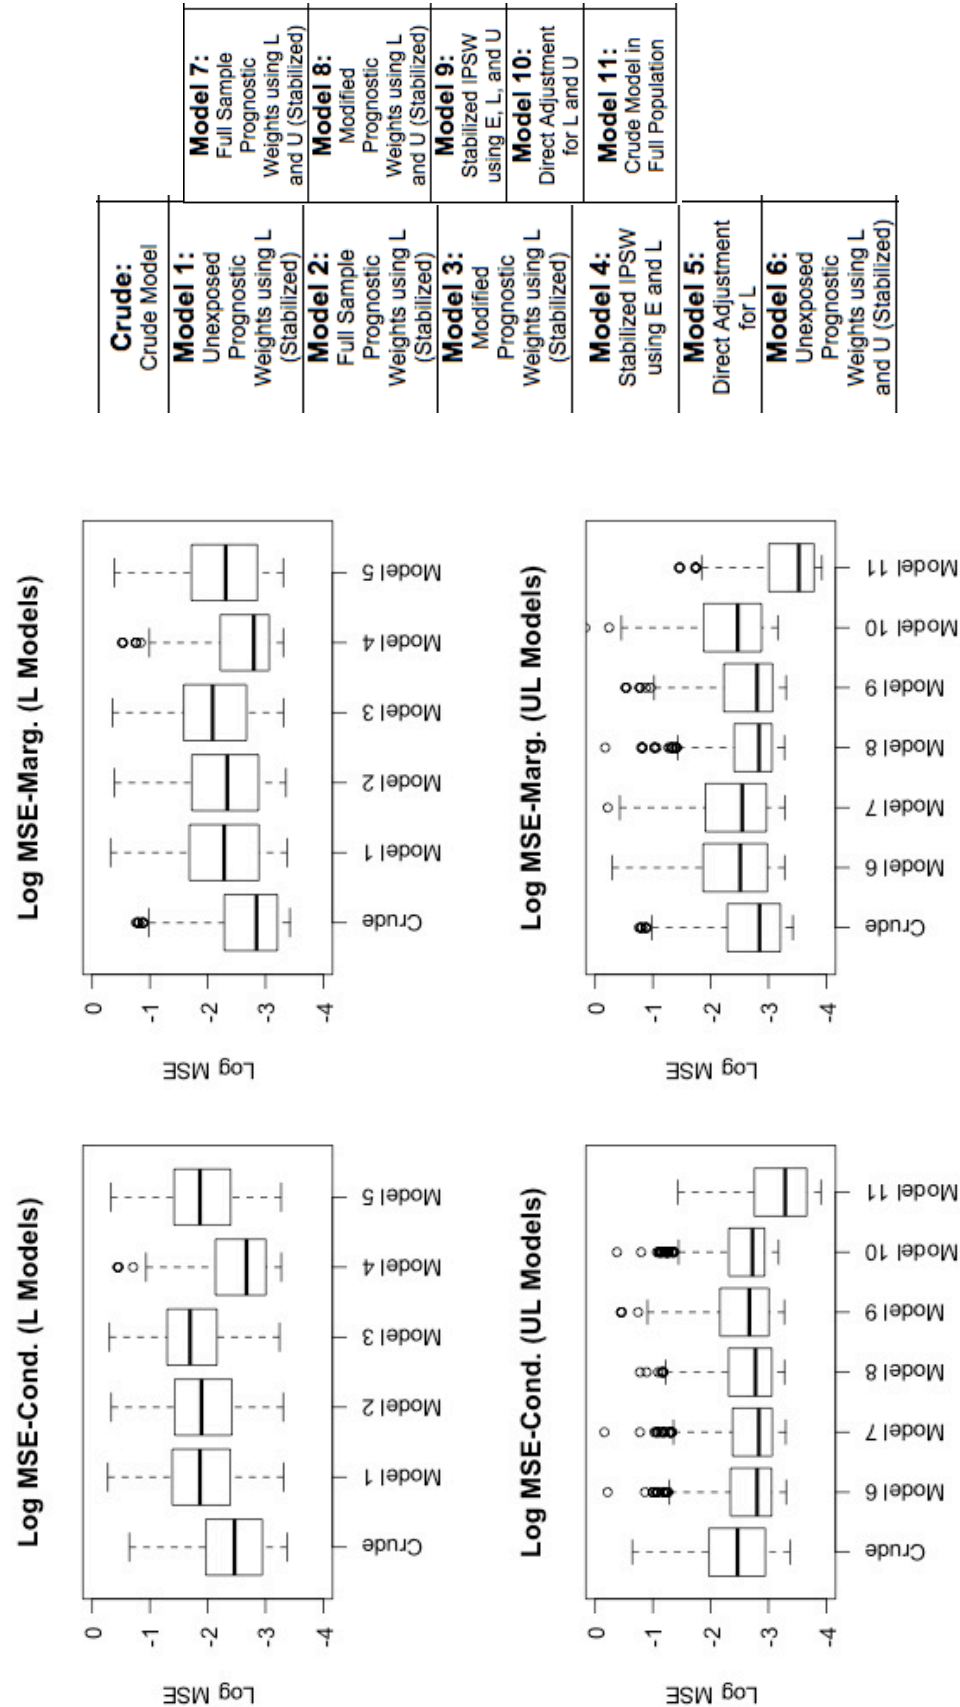 Log MSE-Cond. (L Models)
Log MSE
0
-1
-2
-3
-4
Crude
Model 1
Model 2
Model 3
Model 4
Model 5
Log MSE-Marg. (L Models)
Log MSE
0
-1
-2
-3
-4
Crude
Model 1
Model 2
Model 3
Model 4
Model 5
Log MSE-Cond. (UL Models)
Log MSE
0
-1
-2
-3
-4
Crude
Model 6
Model 7
Model 8
Model 9
Model 10
Model 11
Log MSE-Marg. (UL Models)
Log MSE
0
-1
-2
-3
-4
Crude
Model 6
Model 7
Model 8
Model 9
Model 10
Model 11
Crude:
Crude Model
Model 1:
Unexposed
Prognostic
Weights using L
(Stabilized)
Model 2:
Full Sample
Prognostic
Weights using L
(Stabilized)
Model 3:
Modified
Prognostic
Weights using L
(Stabilized)
Model 4:
Stabilized IPSW
using E and L
Model 5:
Direct Adjustment
for L
Model 6:
Unexposed
Prognostic
Weights using L
and U (Stabilized)
Model 7:
Full Sample
Prognostic
Weights using L
and U (Stabilized)
Model 8:
Modified
Prognostic
Weights using L
and U (Stabilized)
Model 9:
Stabilized IPSW
using E, L, and U
Model 10:
Direct Adjustment
for L and U
Model 11:
Crude Model in
Full Population